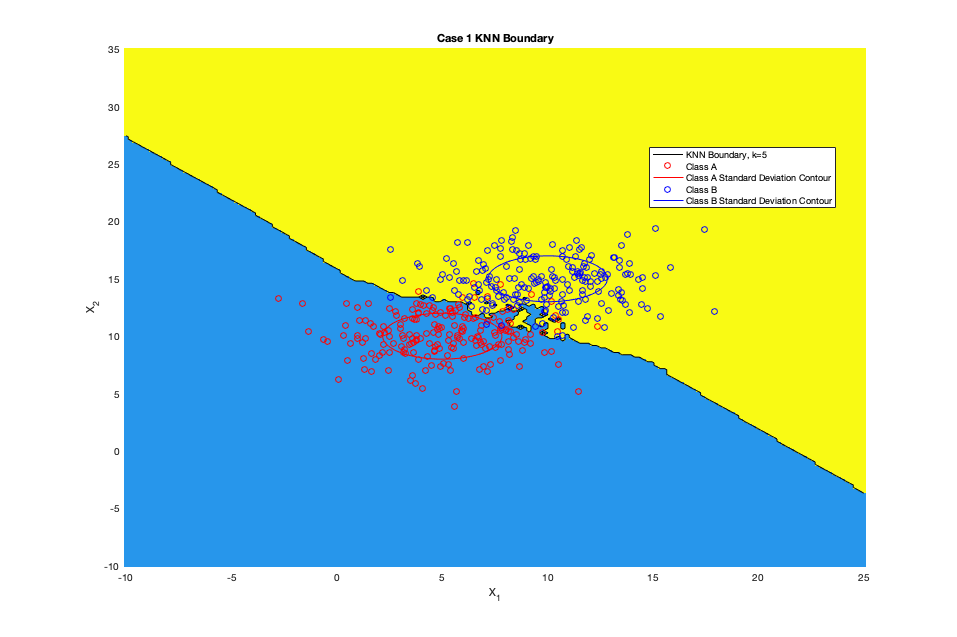 Case 1 KNN Boundary
35
30
25
20
15
10
5
0
-5
-10
X2
KNN Boundary, k=5
Class A
Class A Standard Deviation Contour
Class B
Class B Standard Deviation Contour
-10 -5 0 5 10 15 20 25
X1